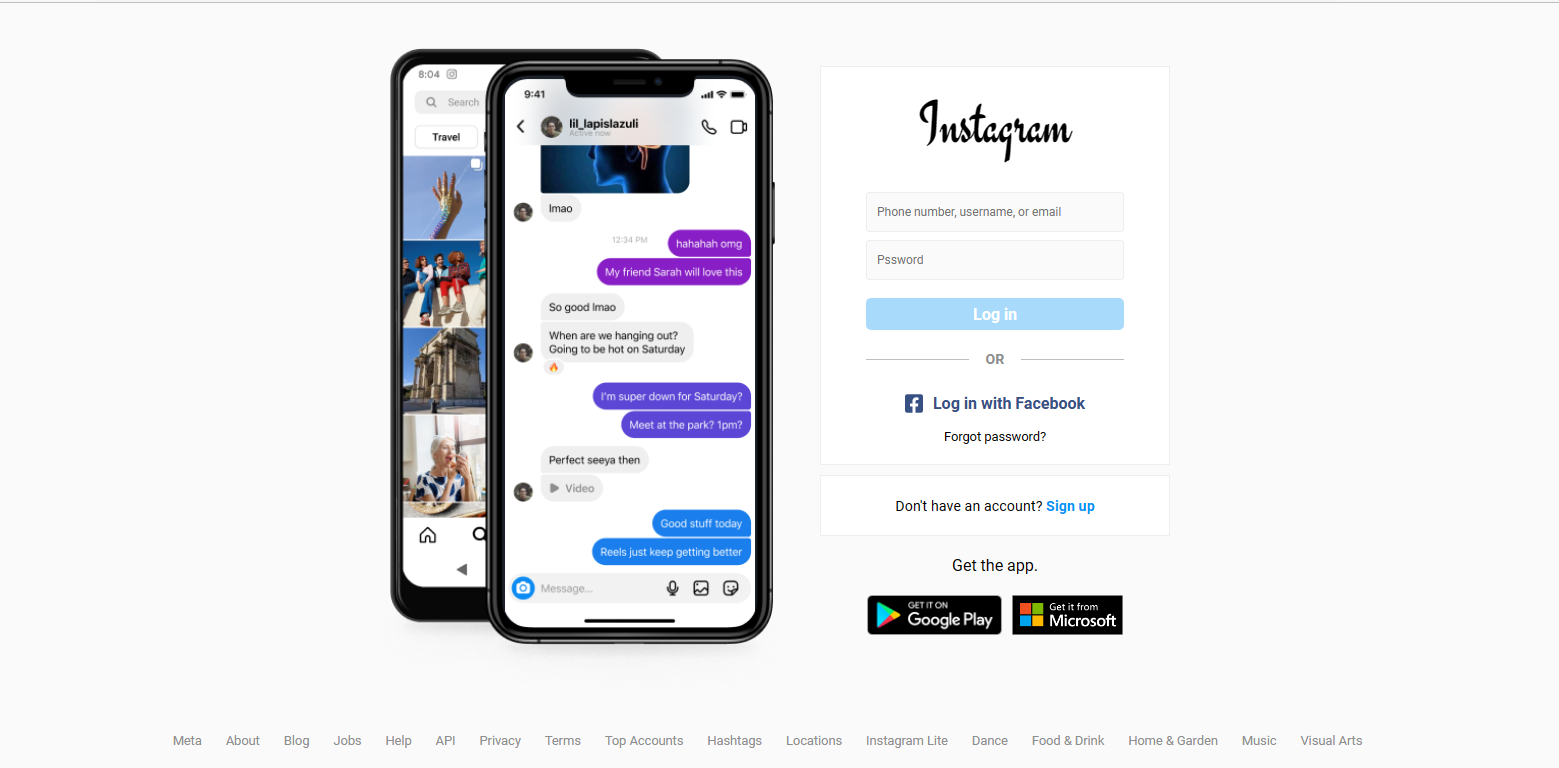 8:04
Search
Travel
9:41
lil_lapislazuli
Active now
lmao
12:34 PM
hahahah omg
My friend Sarah will love this
So good lmao
When are we hanging out?
Going to be hot on Saturday
I'm super down for Saturday?
Meet at the park? 1pm?
Perfect seeya then
Video
Good stuff today
Reels just keep getting better
Message...
Instagram
Phone number, username, or email
Pssword
Log in
OR
Log in with Facebook
Forgot password?
Don't have an account? Sign up
Get the app.
GET IT ON
Google Play
Get it from
Microsoft
Meta About Blog Jobs Help API Privacy Terms Top Accounts Hashtags Locations Instagram Lite Dance Food & Drink Home & Garden Music Visual Arts